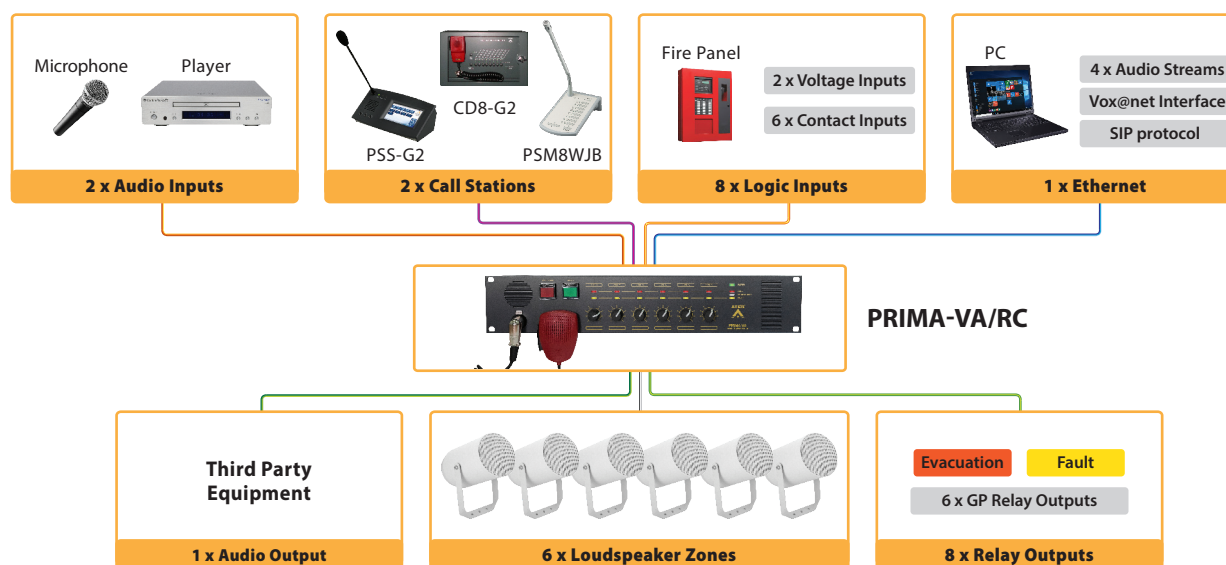 Microphone
Player
2 x Audio Inputs
CD8-G2
PSS-G2
PSM8WJB
2 x Call Stations
Fire Panel
2 x Voltage Inputs
6 x Contact Inputs
8 x Logic Inputs
PC
4 x Audio Streams
Vox@net Interface
SIP protocol
1 x Ethernet
PRIMA-VA
PRIMA-VA/RC
Third Party
Equipment
1 x Audio Output
6 x Loudspeaker Zones
Evacuation
Fault
6 x GP Relay Outputs
8 x Relay Outputs